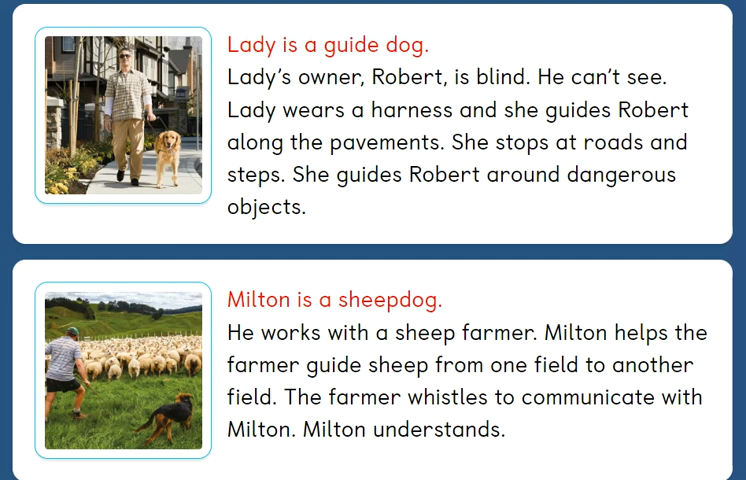 Lady is a guide dog.
Lady’s owner, Robert, is blind. He can’t see.
Lady wears a harness and she guides Robert
along the pavements. She stops at roads and
steps. She guides Robert around dangerous
objects.
Milton is a sheepdog.
He works with a sheep farmer. Milton helps the
farmer guide sheep from one field to another
field. The farmer whistles to communicate with
Milton. Milton understands.